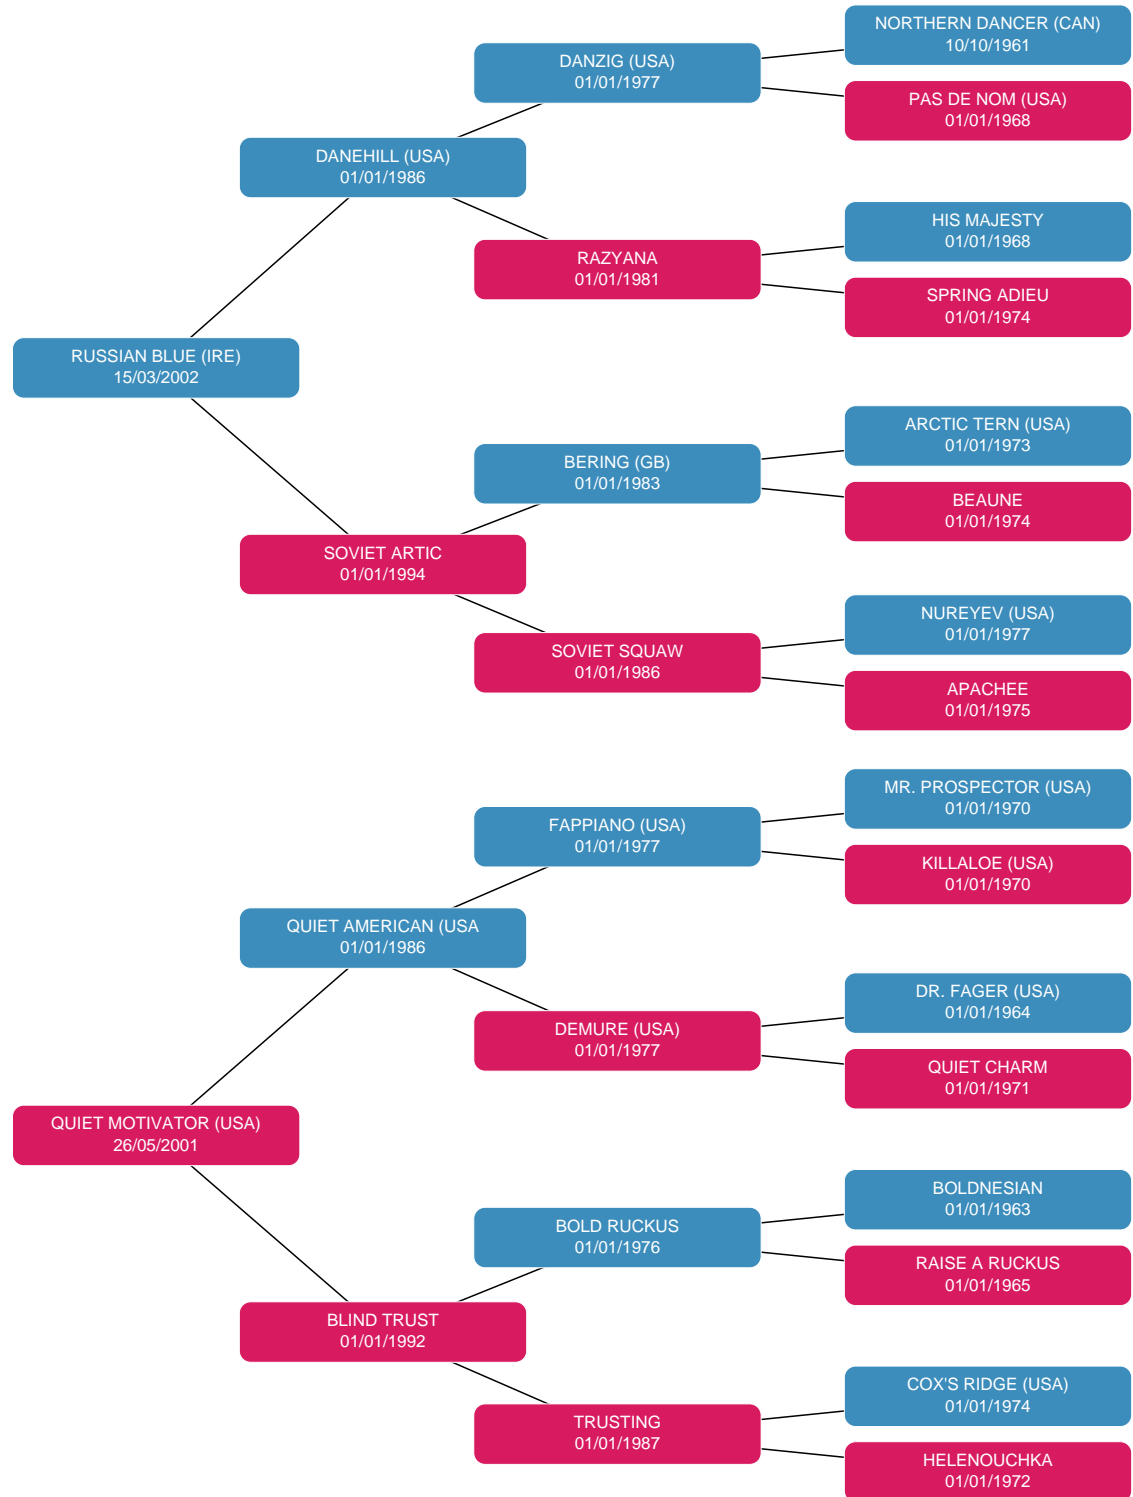 NORTHERN DANCER (CAN)
10/10/1961
DANZIG (USA)
01/01/1977
PAS DE NOM (USA)
01/01/1968
DANEHILL (USA)
01/01/1986
HIS MAJESTY
01/01/1968
RAZYANA
01/01/1981
SPRING ADIEU
01/01/1974
RUSSIAN BLUE (IRE)
15/03/2002
ARCTIC TERN (USA)
01/01/1973
BERING (GB)
01/01/1983
BEAUNE
01/01/1974
SOVIET ARTIC
01/01/1994
NUREYEV (USA)
01/01/1977
SOVIET SQUAW
01/01/1986
APACHEE
01/01/1975
MR. PROSPECTOR (USA)
01/01/1970
FAPPIANO (USA)
01/01/1977
KILLALOE (USA)
01/01/1970
QUIET AMERICAN (USA
01/01/1986
DR. FAGER (USA)
01/01/1964
DEMURE (USA)
01/01/1977
QUIET CHARM
01/01/1971
QUIET MOTIVATOR (USA)
26/05/2001
BOLDNESIAN
01/01/1963
BOLD RUCKUS
01/01/1976
RAISE A RUCKUS
01/01/1965
BLIND TRUST
01/01/1992
COX'S RIDGE (USA)
01/01/1974
TRUSTING
01/01/1987
HELENOUCHKA
01/01/1972